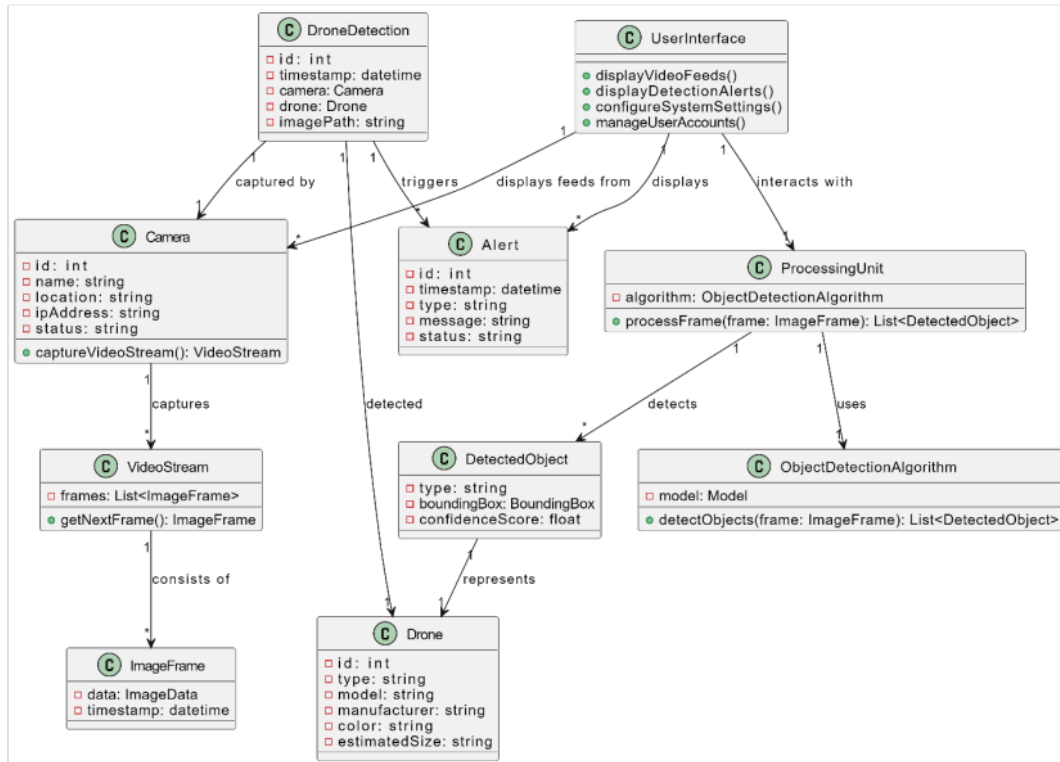 C DroneDetection
id: int
timestamp: datetime
camera: Camera
drone: Drone
imagePath: string
C UserInterface
displayVideoFeeds()
displayDetectionAlerts()
configureSystemSettings()
manageUserAccounts()
1
1
1
1
1
1
captured by
triggers
displays feeds from
displays
interacts with
1
*
*
*
1
C Camera
id: int
name: string
location: string
ipAddress: string
status: string
captureVideoStream(): VideoStream
C Alert
id: int
timestamp: datetime
type: string
message: string
status: string
C ProcessingUnit
algorithm: ObjectDetectionAlgorithm
processFrame(frame: ImageFrame): List<DetectedObject>
1
1
1
captures
detected
detects
uses
*
*
1
C VideoStream
frames: List<ImageFrame>
getNextFrame(): ImageFrame
C DetectedObject
type: string
boundingBox: BoundingBox
confidenceScore: float
C ObjectDetectionAlgorithm
model: Model
detectObjects(frame: ImageFrame): List<DetectedObject>
1
1
consists of
represents
*
1
1
C ImageFrame
data: ImageData
timestamp: datetime
C Drone
id: int
type: string
model: string
manufacturer: string
color: string
estimatedSize: string